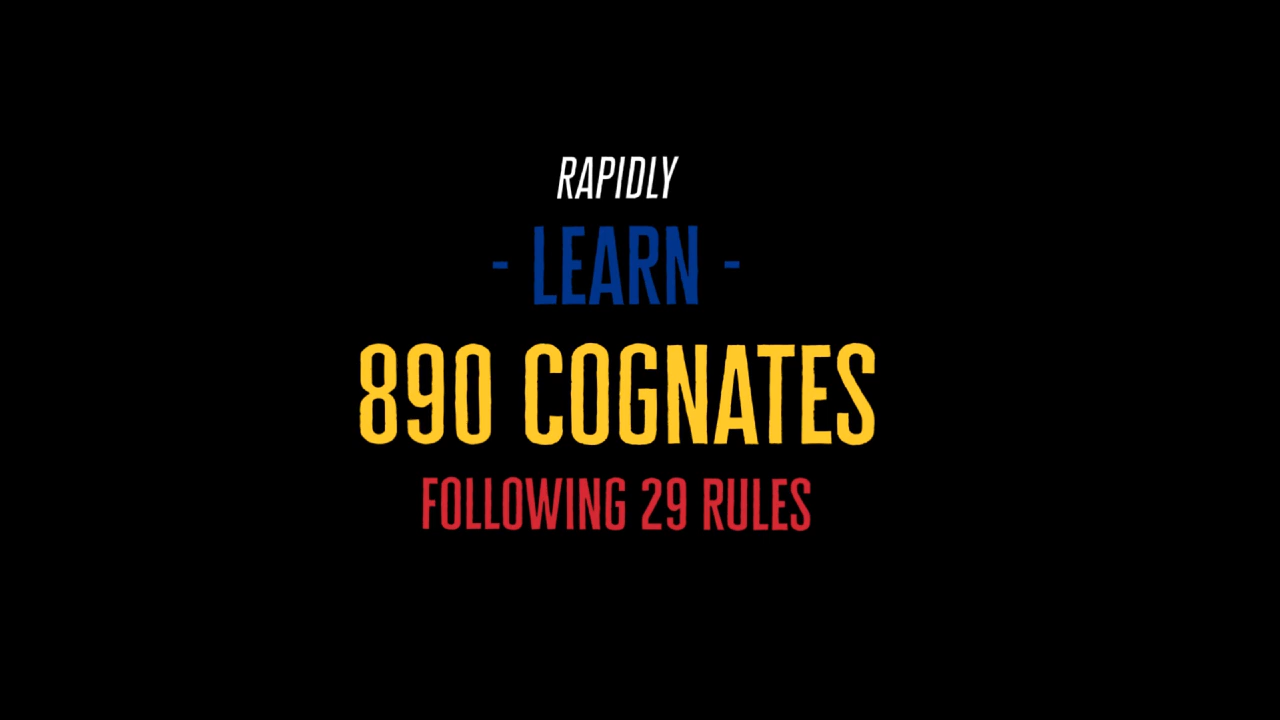 RAPIDLY
- LEARN -
890 COGNATES
FOLLOWING 29 RULES